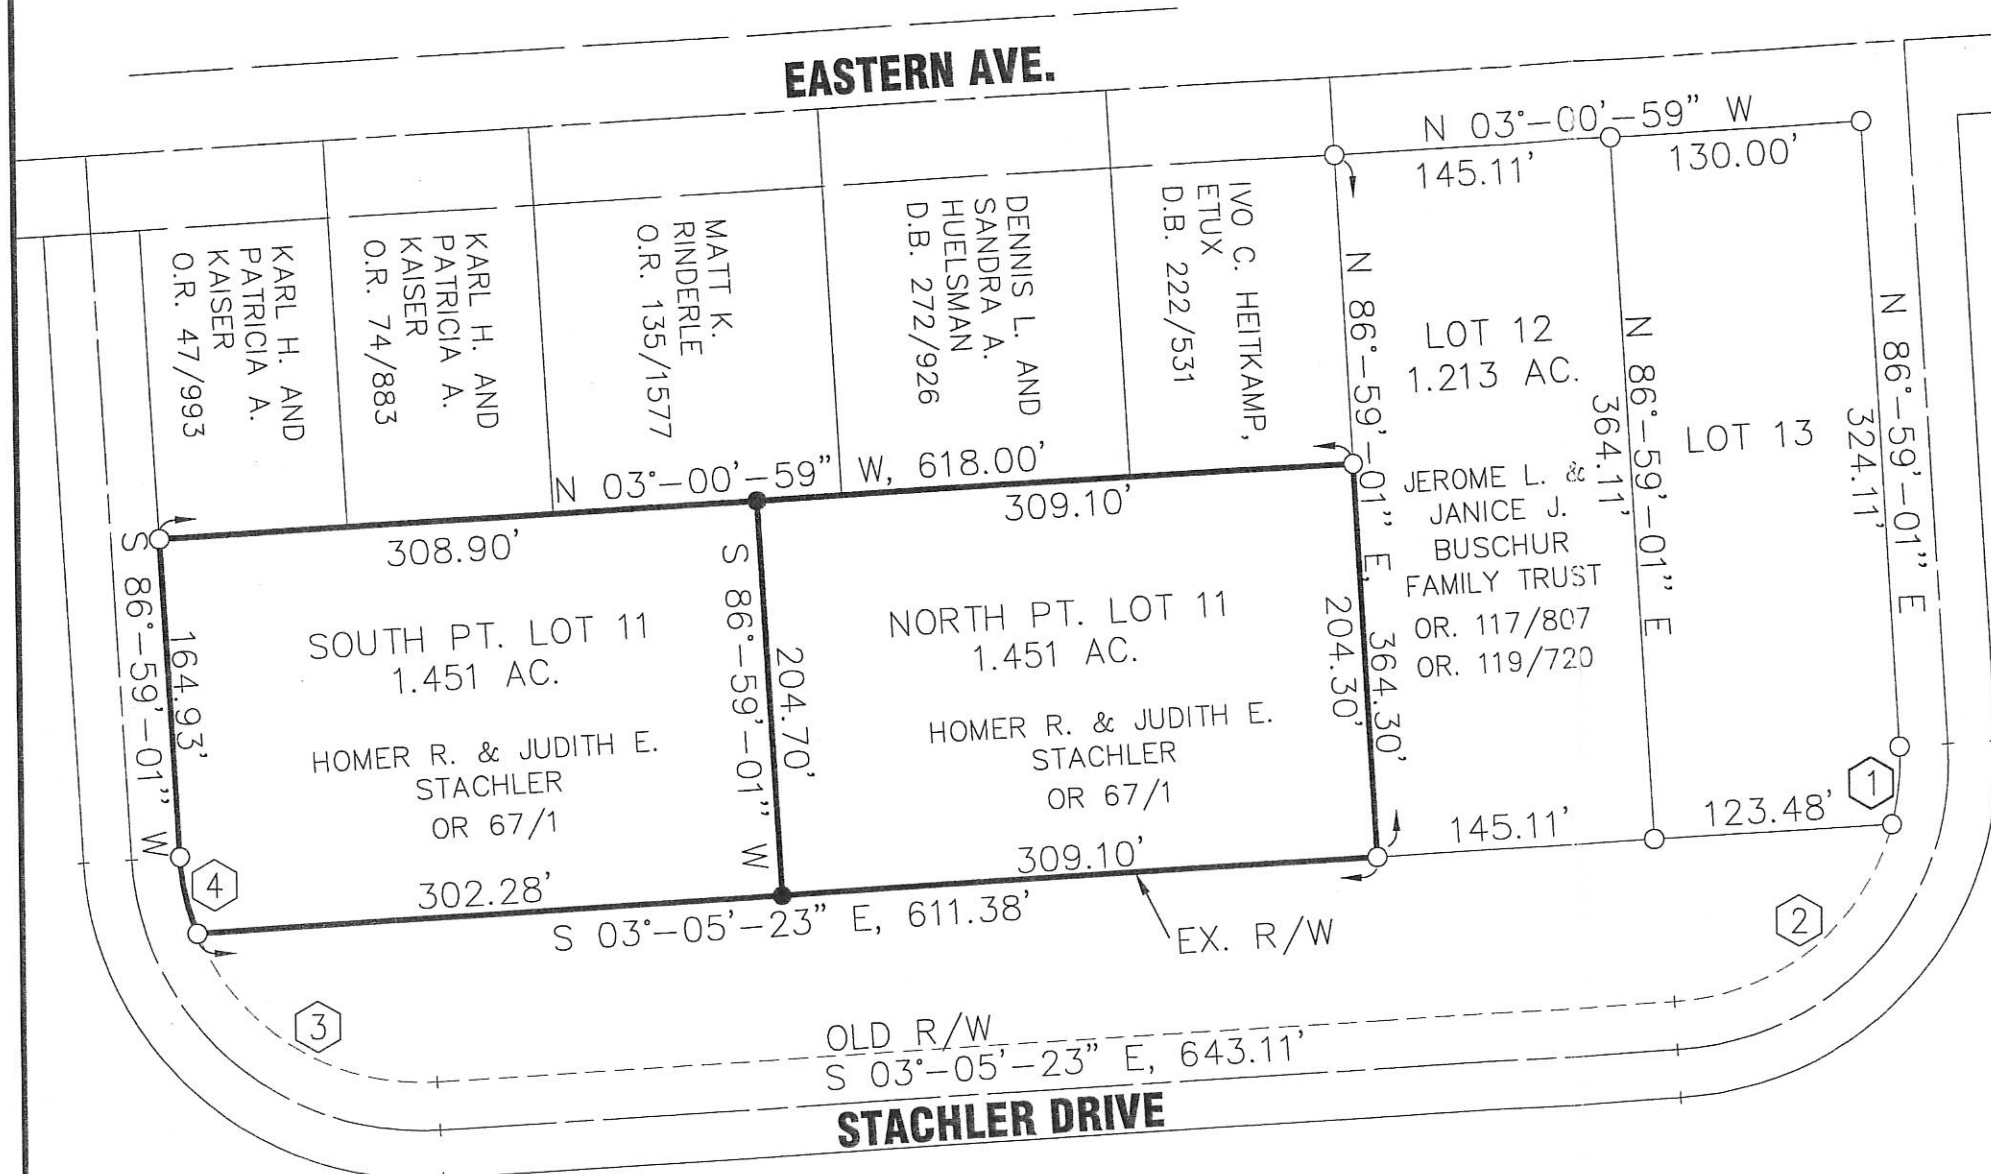 EASTERN AVE.
N 03°-00'-59" W
145.11'
130.00'
KARL H. AND
PATRICIA A.
KAISER
O.R. 47/993
KARL H. AND
PATRICIA A.
KAISER
O.R. 74/883
MATT K.
RINDERLE
O.R. 135/1577
DENNIS L. AND
SANDRA A.
HUELSMAN
D.B. 272/926
IVO C. HEITKAMP,
ETUX
D.B. 222/531
N 86°-59'-01" E, 364.30'
LOT 12
1.213 AC.
N 86°-59'-01" E
364.11'
LOT 13
N 86°-59'-01" E
324.11'
JEROME L. &
JANICE J.
BUSCHUR
FAMILY TRUST
OR. 117/807
OR. 119/720
N 03°-00'-59" W, 618.00'
308.90'
309.10'
S 86°-59'-01" W
164.93'
SOUTH PT. LOT 11
1.451 AC.
HOMER R. & JUDITH E.
STACHLER
OR 67/1
S 86°-59'-01" W
204.70'
NORTH PT. LOT 11
1.451 AC.
HOMER R. & JUDITH E.
STACHLER
OR 67/1
204.30'
1
145.11'
123.48'
4
302.28'
309.10'
S 03°-05'-23" E, 611.38'
EX. R/W
2
3
OLD R/W
S 03°-05'-23" E, 643.11'
STACHLER DRIVE